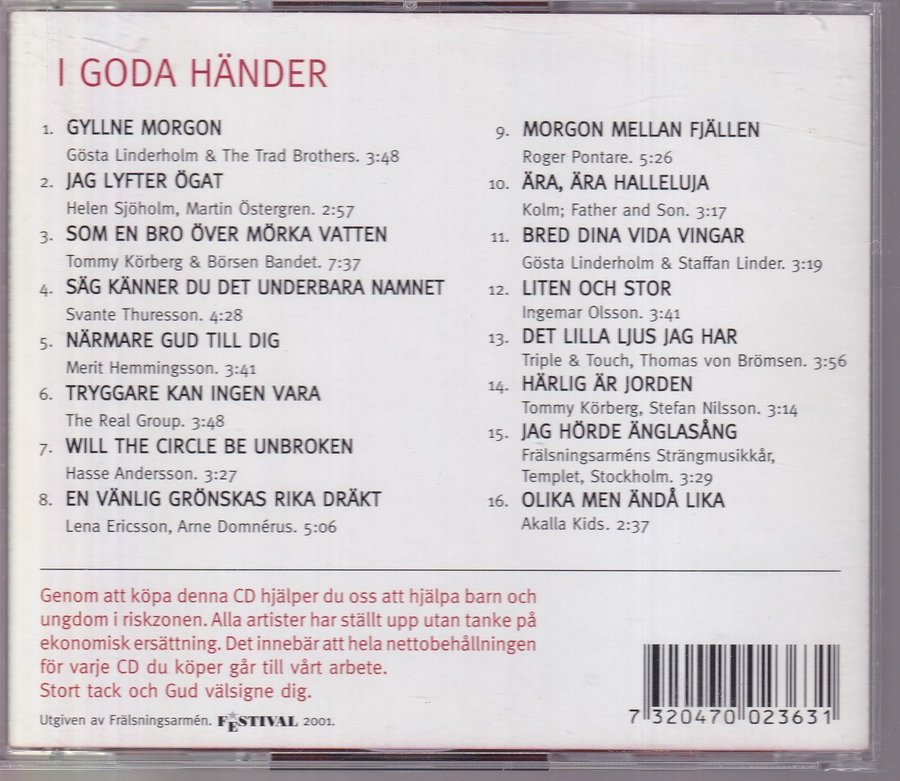 I GODA HÄNDER
1. GYLLNE MORGON
Gösta Linderholm & The Trad Brothers. 3:48
2. JAG LYFTER ÖGAT
Helen Sjöholm, Martin Östergren. 2:57
3. SOM EN BRO ÖVER MÖRKA VATTEN
Tommy Körberg & Börsen Bandet. 7:37
4. SÄG KÄNNER DU DET UNDERBARA NAMNET
Svante Thuresson. 4:28
5. NÄRMARE GUD TILL DIG
Merit Hemmingsson. 3:41
6. TRYGGARE KAN INGEN VARA
The Real Group. 3:48
7. WILL THE CIRCLE BE UNBROKEN
Hasse Andersson. 3:27
8. EN VÄNLIG GRÖNSKAS RIKA DRÄKT
Lena Ericsson, Arne Domnérus. 5:06
9. MORGON MELLAN FJÄLLEN
Roger Pontare. 5:26
10. ÄRA, ÄRA HALLELUJA
Kolm; Father and Son. 3:17
11. BRED DINA VIDA VINGAR
Gösta Linderholm & Staffan Linder. 3:19
12. LITEN OCH STOR
Ingemar Olsson. 3:41
13. DET LILLA LJUS JAG HAR
Triple & Touch, Thomas von Brömsen. 3:56
14. HÄRLIG ÄR JORDEN
Tommy Körberg, Stefan Nilsson. 3:14
15. JAG HÖRDE ÄNGLASÅNG
Frälsningsarméns Strängmusikkår,
Templet, Stockholm. 3:29
16. OLIKA MEN ÄNDÅ LIKA
Akalla Kids. 2:37
Genom att köpa denna CD hjälper du oss att hjälpa barn och
ungdom i riskzonen. Alla artister har ställt upp utan tanke på
ekonomisk ersättning. Det innebär att hela nettobehållningen
för varje CD du köper går till vårt arbete.
Stort tack och Gud välsigne dig.
Utgiven av Frälsningsarmén. FESTIVAL 2001.
7 320470 023631